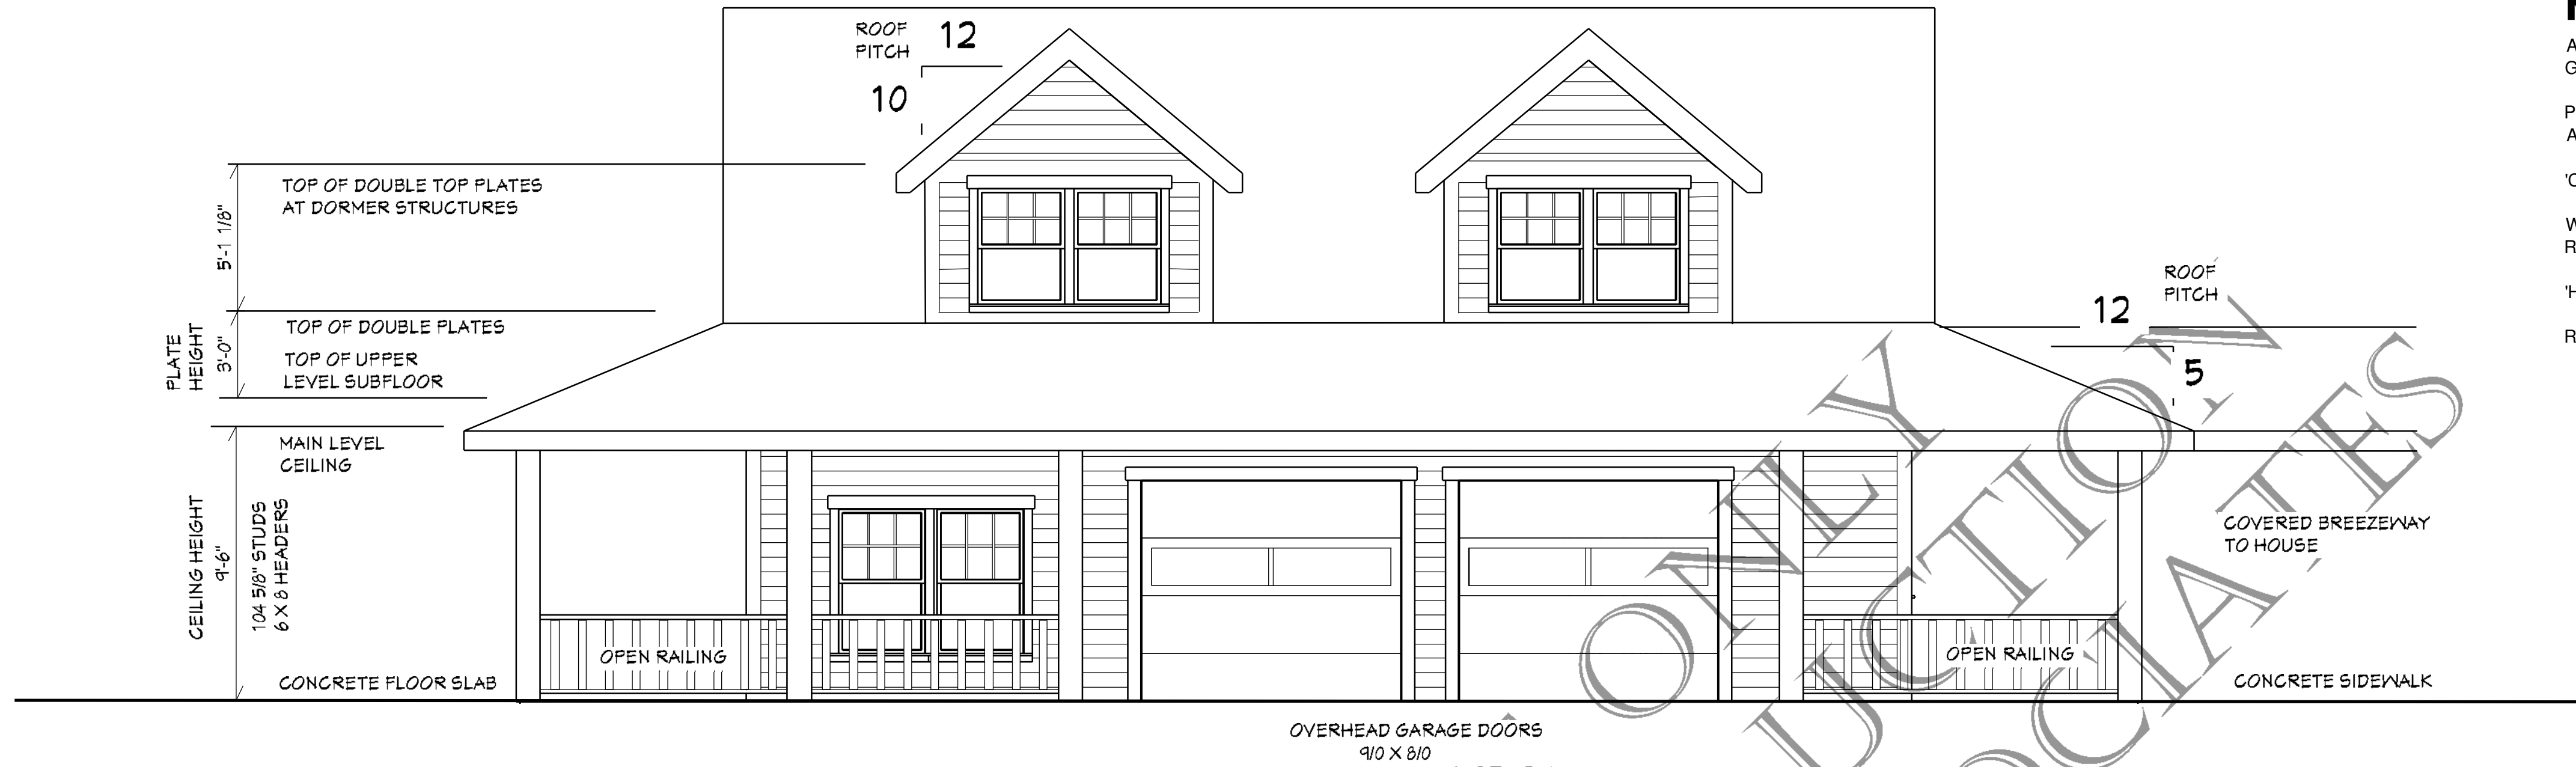 ROOF
PITCH
12
10
TOP OF DOUBLE TOP PLATES
AT DORMER STRUCTURES
5'-1 1/8"
PLATE
HEIGHT
3'-0"
TOP OF DOUBLE PLATES
TOP OF UPPER
LEVEL SUBFLOOR
ROOF
PITCH
12
5
MAIN LEVEL
CEILING
CEILING HEIGHT
9'-6"
104 5/8" STUDS
6 X 8 HEADERS
COVERED BREEZEWAY
TO HOUSE
OPEN RAILING
OPEN RAILING
CONCRETE FLOOR SLAB
CONCRETE SIDEWALK
OVERHEAD GARAGE DOORS
9/0 X 8/0
ONLY
UCTION
OCIATES
A
G
P
A
'C
W
R
'H
R